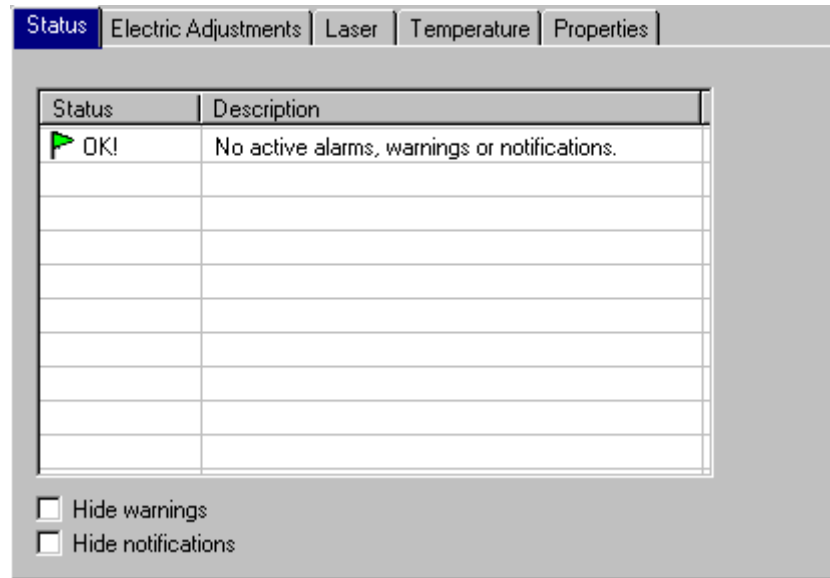 Status Electric Adjustments Laser Temperature Properties
Status Description
OK! No active alarms, warnings or notifications.
Hide warnings
Hide notifications